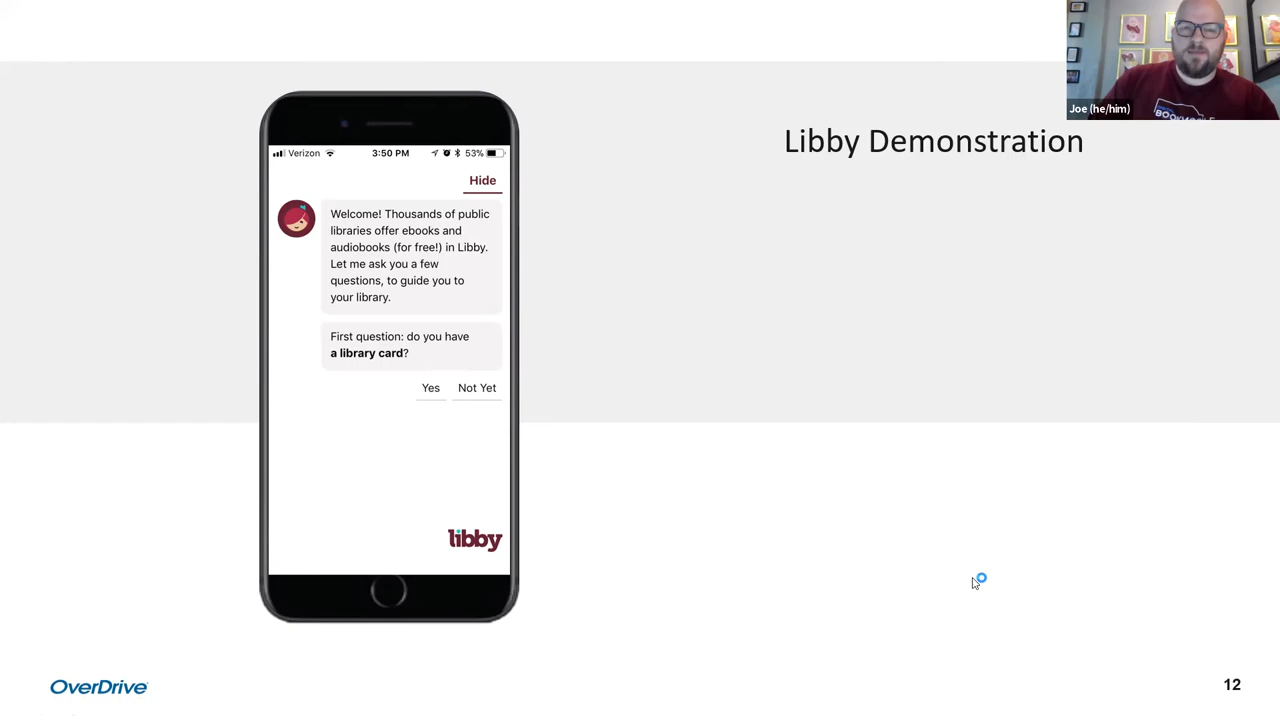 Joe (he/him)
BOOKMOBILE
Libby Demonstration
Verizon 3:50 PM 53%
Hide
Welcome! Thousands of public
libraries offer ebooks and
audiobooks (for free!) in Libby.
Let me ask you a few
questions, to guide you to
your library.
First question: do you have
a library card?
Yes Not Yet
libby
OverDrive
12